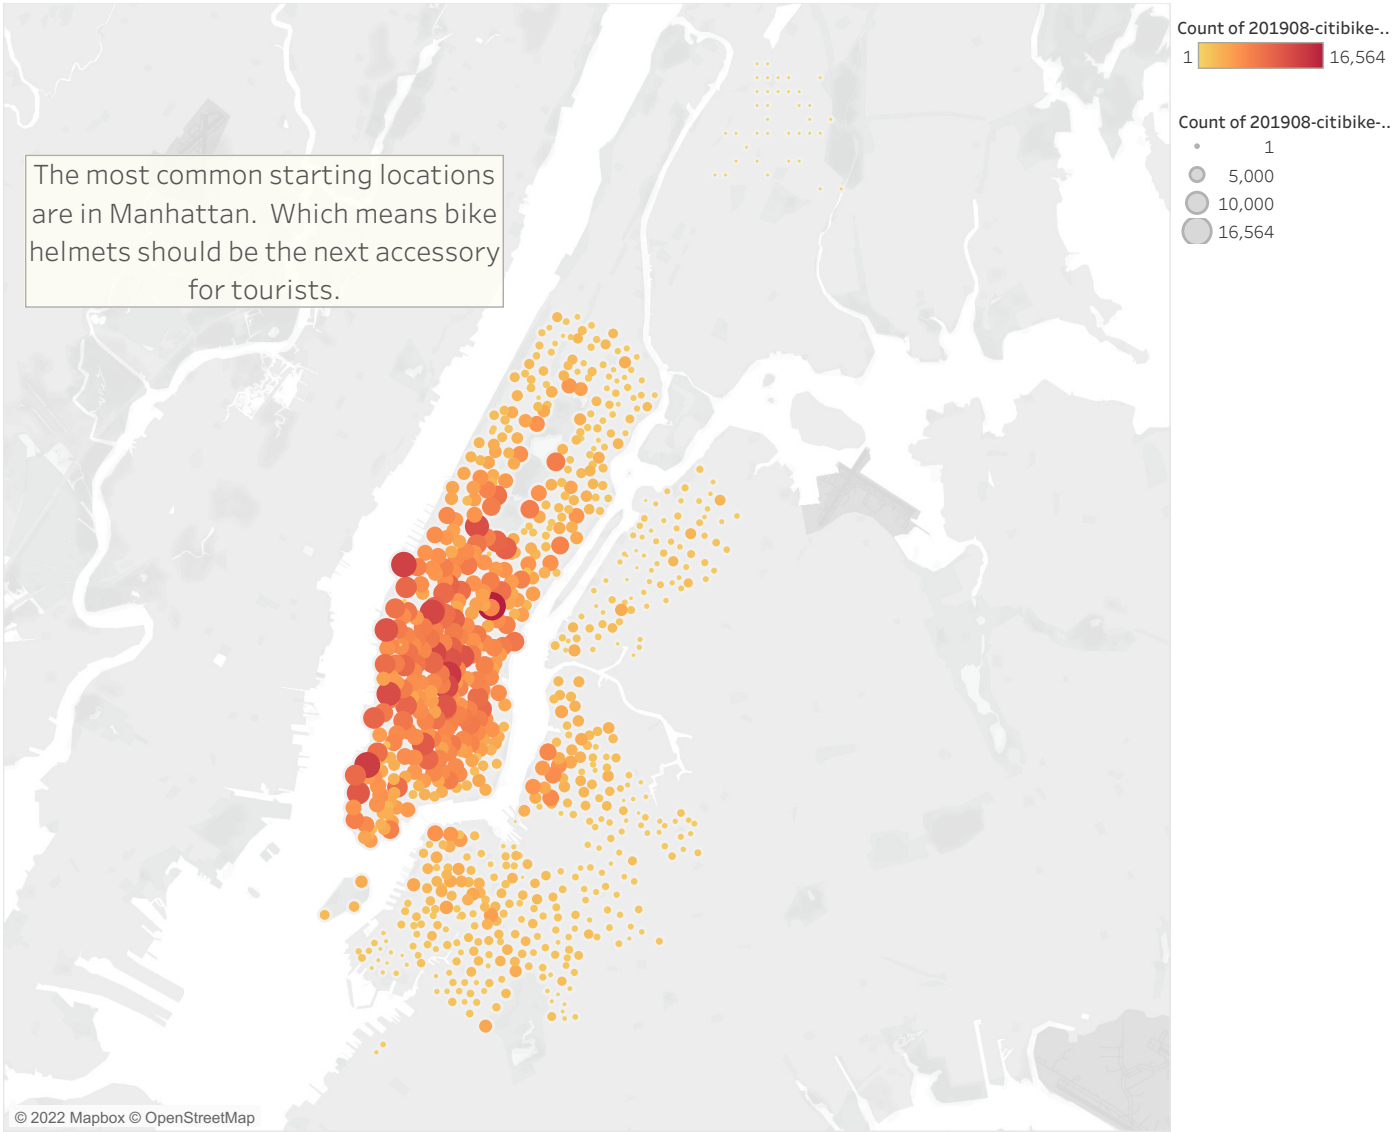 The most common starting locations
are in Manhattan.  Which means bike
helmets should be the next accessory
for tourists.
Count of 201908-citibike-..
1
16,564
Count of 201908-citibike-..
1
5,000
10,000
16,564
© 2022 Mapbox © OpenStreetMap